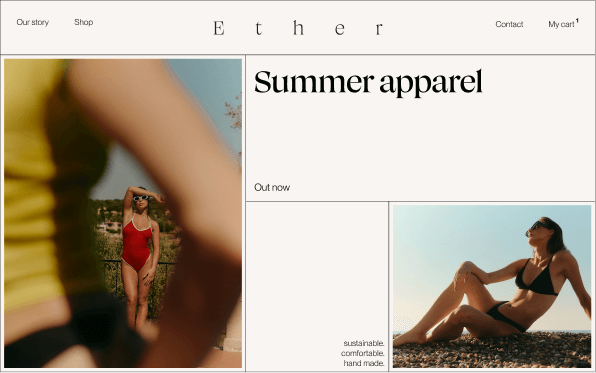 Our story
Shop
E t h e r
Contact
My cart 1
Summer apparel
Out now
sustainable.
comfortable.
hand made.